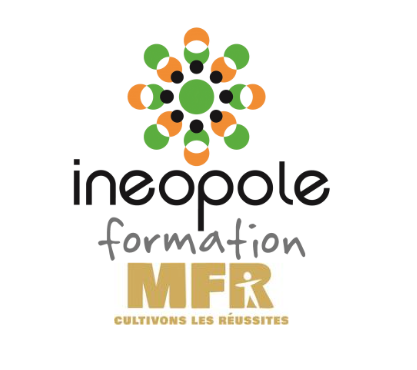 ineopole
formation
MFR
CULTIVONS LES RÉUSSITES